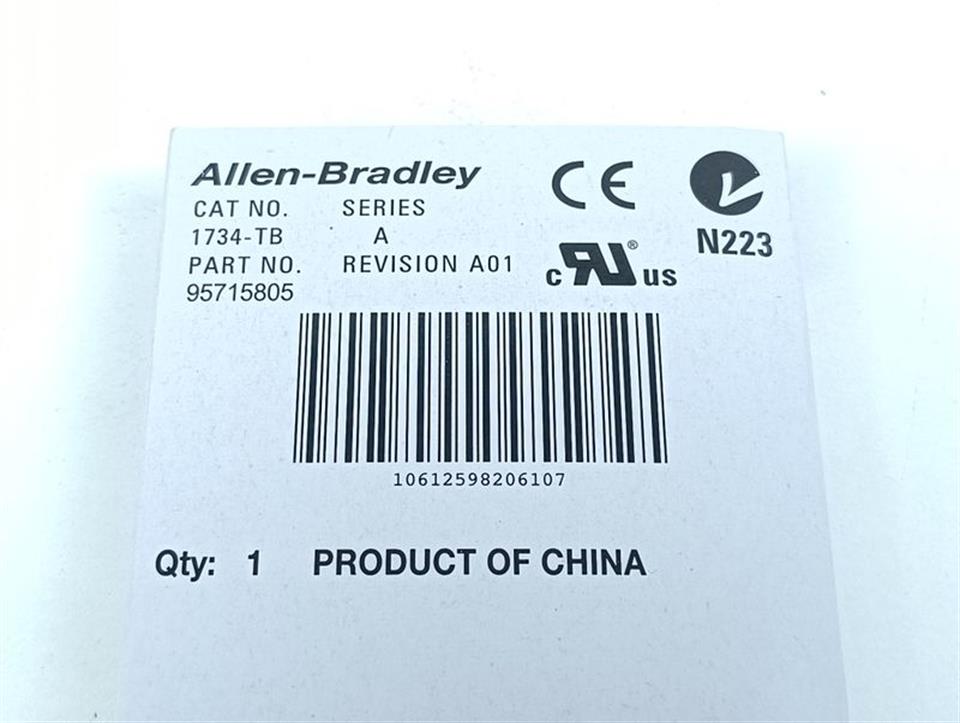 Allen-Bradley
CAT NO. SERIES
1734-TB A
PART NO. REVISION A01
95715805
CE
N223
c RU ® us
10612598206107
Qty: 1 PRODUCT OF CHINA